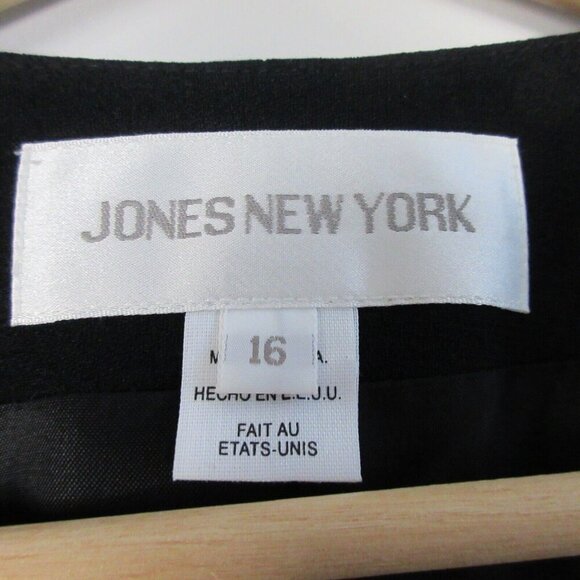 JONES NEW YORK
16
HECHO EN E.E.U.U.
FAIT AU
ETATS-UNIS